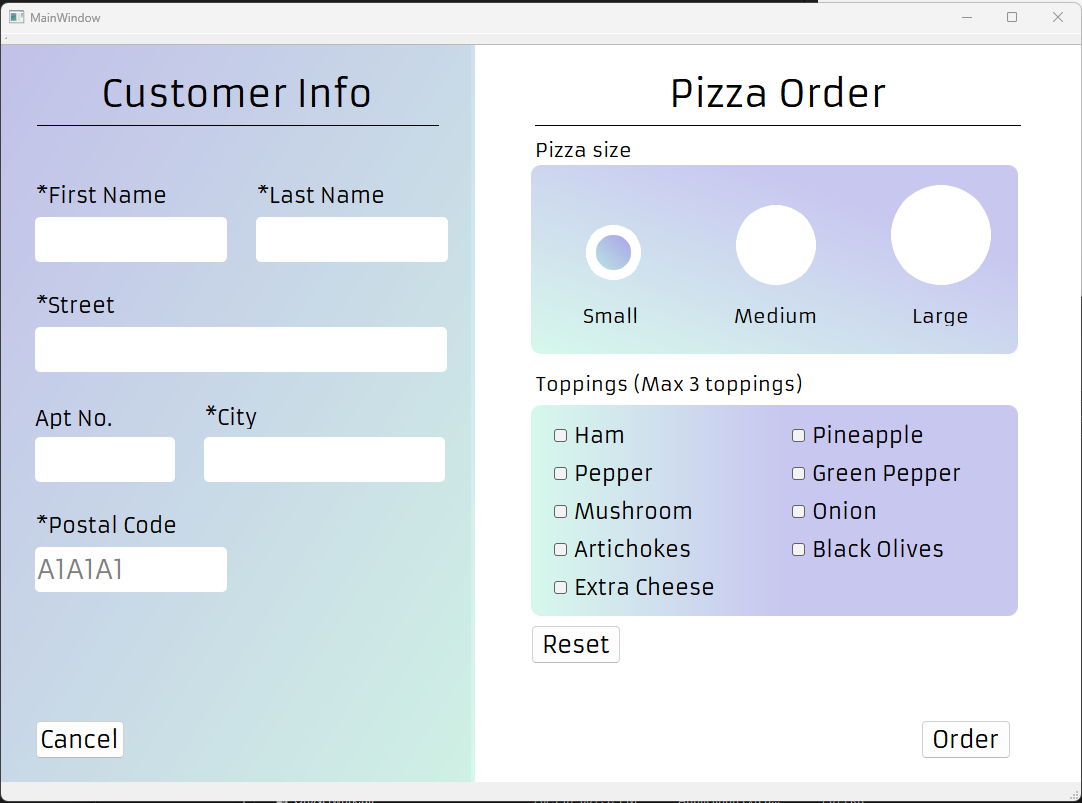 MainWindow
Customer Info
*First Name
*Last Name
*Street
Apt No.
*City
*Postal Code
A1A1A1
Cancel
Pizza Order
Pizza size
Small
Medium
Large
Toppings (Max 3 toppings)
Ham
Pepper
Mushroom
Artichokes
Extra Cheese
Pineapple
Green Pepper
Onion
Black Olives
Reset
Order